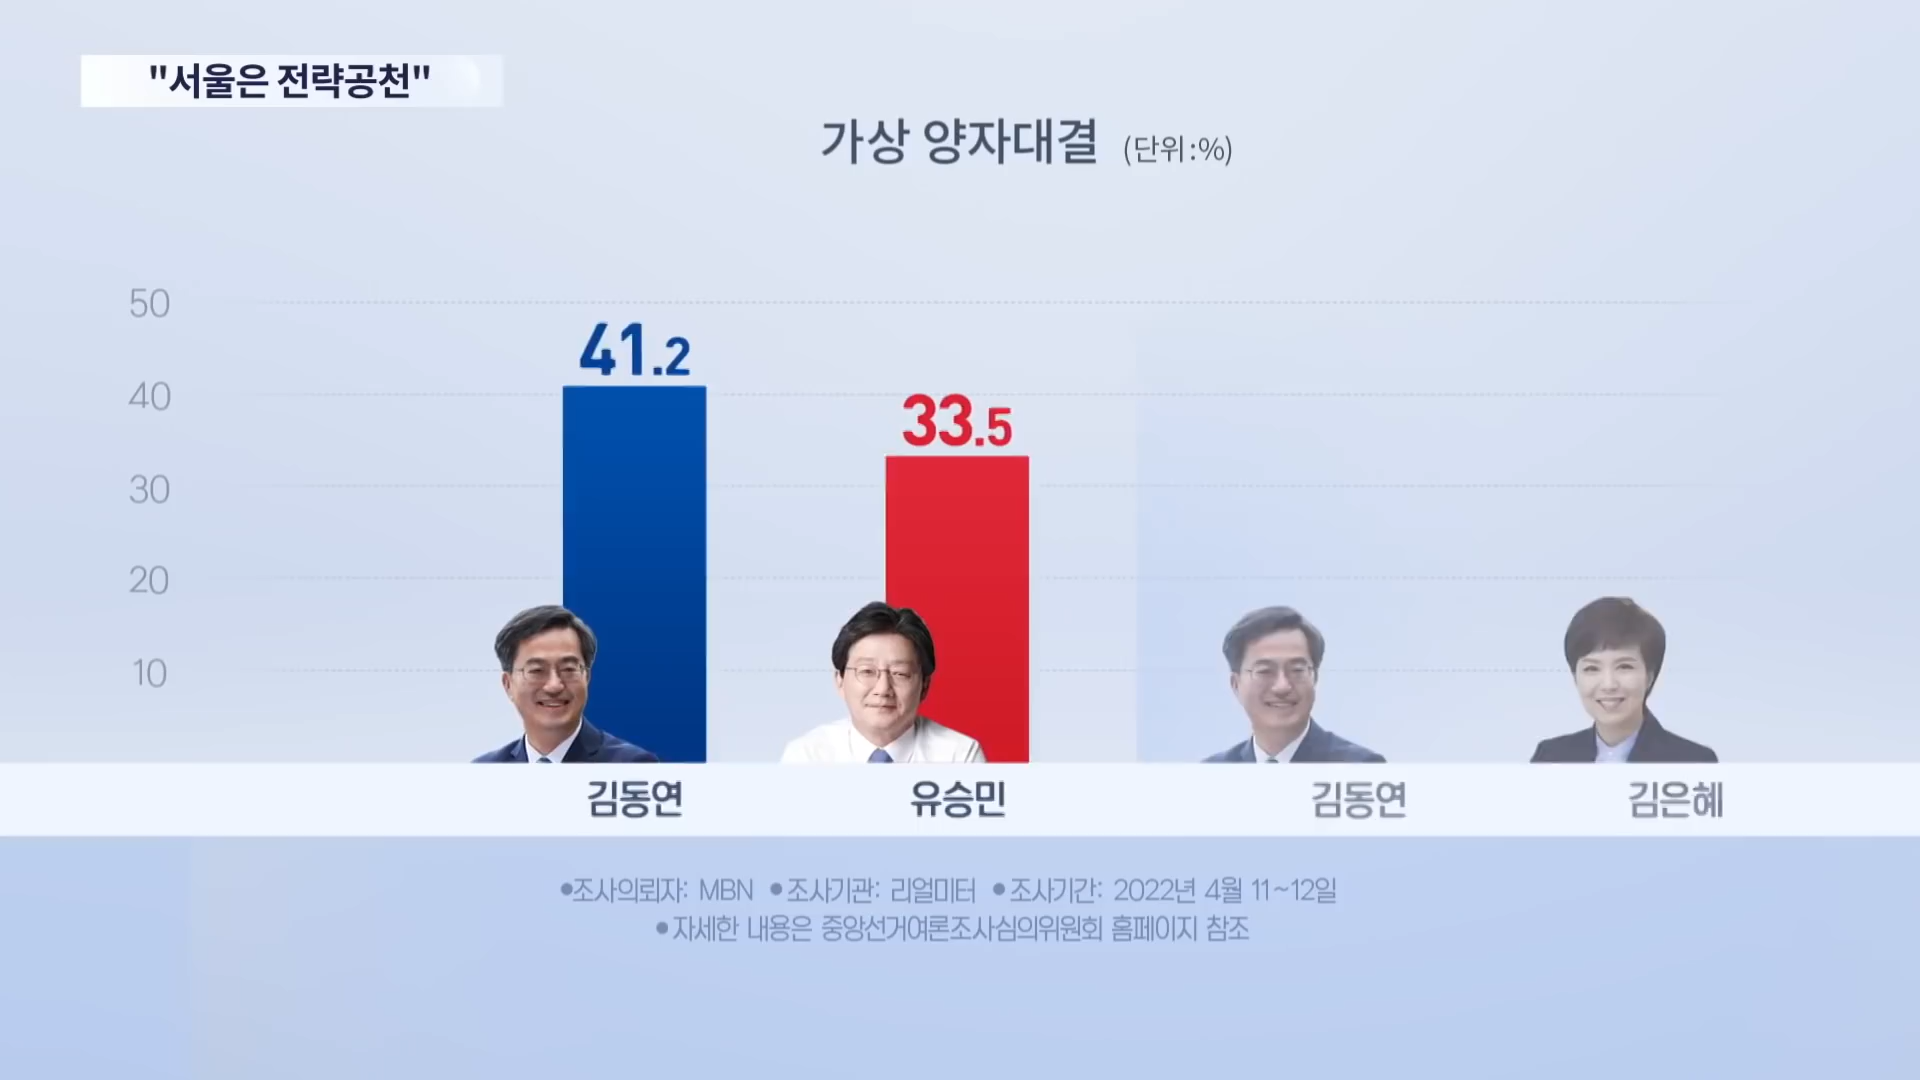 "서울은 전략공천"
가상 양자대결 (단위:%)
50
41.2
40
33.5
30
20
10
김동연 유승민 김동연 김은혜
•조사의뢰자: MBN •조사기관: 리얼미터 •조사기간: 2022년 4월 11~12일
•자세한 내용은 중앙선거여론조사심의위원회 홈페이지 참조